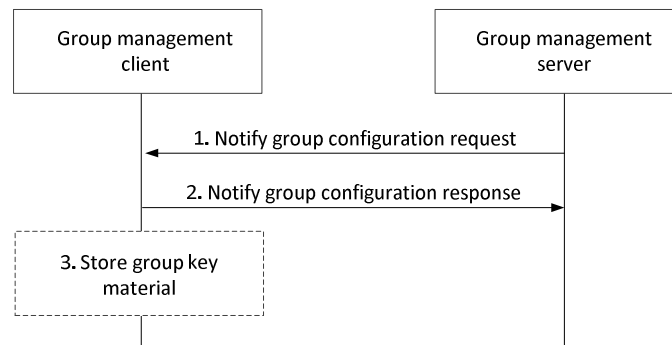 Group management
client
Group management
server
1. Notify group configuration request
2. Notify group configuration response
3. Store group key
material